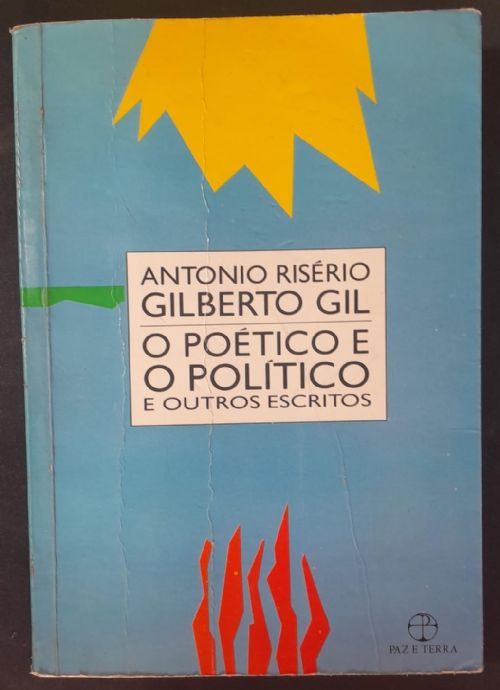 ANTONIO RISÉRIO
GILBERTO GIL
O POÉTICO E
O POLÍTICO
E OUTROS ESCRITOS
PAZ E TERRA